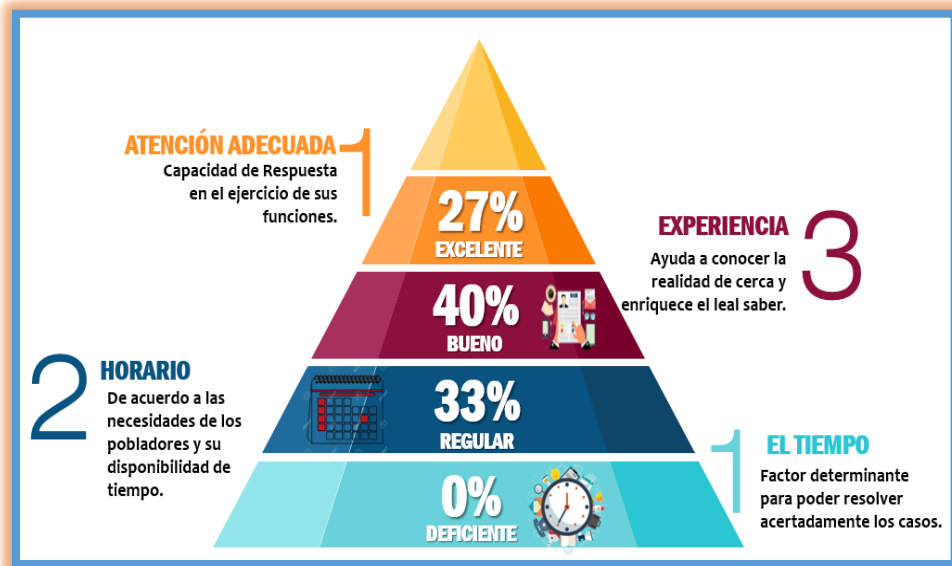 ATENCIÓN ADECUADA
1
Capacidad de Respuesta
en el ejercicio de sus
funciones.
27%
EXCELENTE
EXPERIENCIA
3
Ayuda a conocer la
realidad de cerca y
enriquece el leal saber.
40%
BUENO
2
HORARIO
De acuerdo a las
necesidades de los
pobladores y su
disponibilidad de
tiempo.
33%
REGULAR
1
EL TIEMPO
Factor determinante
para poder resolver
acertadamente los casos.
0%
DEFICIENTE